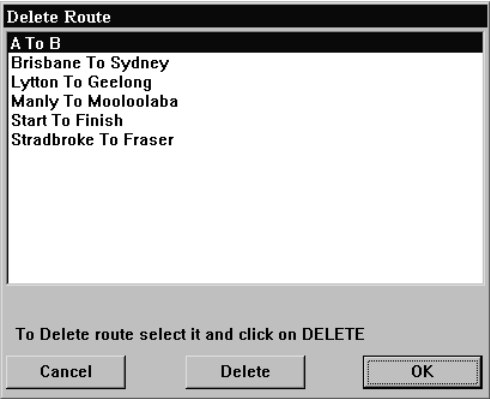 Delete Route
A To B
Brisbane To Sydney
Lytton To Geelong
Manly To Mooloolaba
Start To Finish
Stradbroke To Fraser
To Delete route select it and click on DELETE
Cancel Delete OK